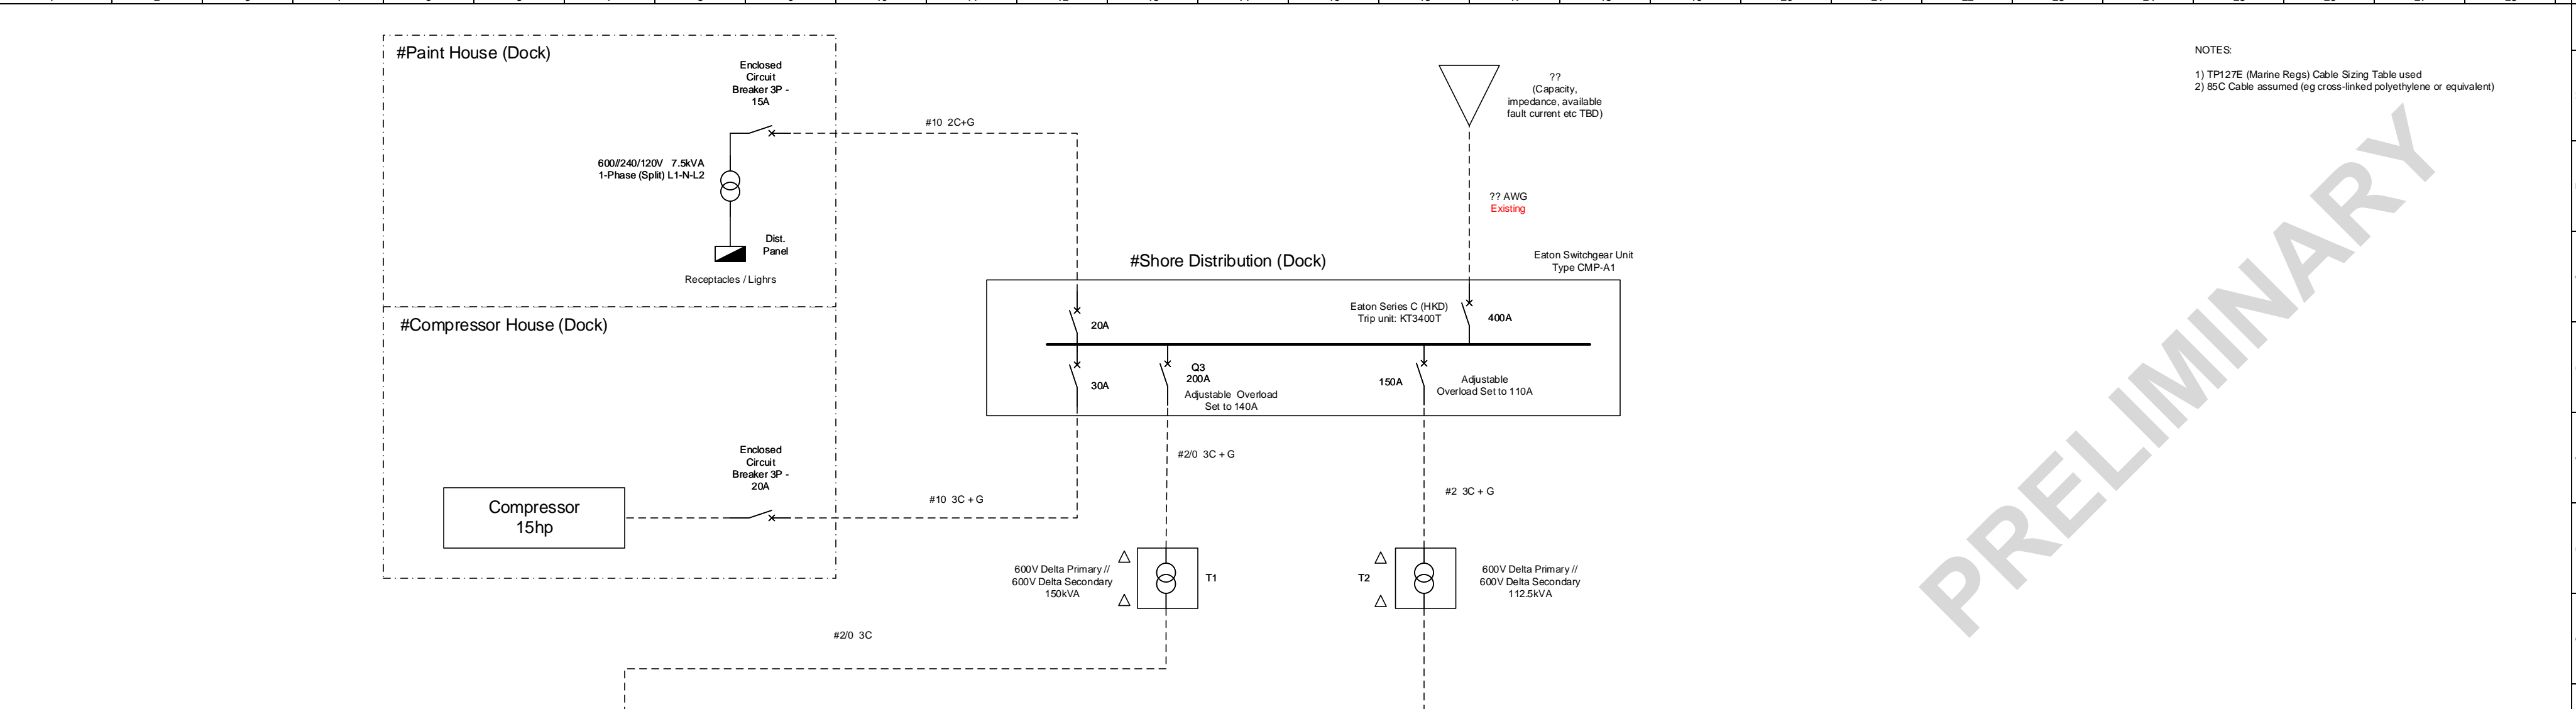 #Paint House (Dock)
Enclosed
Circuit
Breaker 3P -
15A
#10 2C+G
600//240/120V 7.5kVA
1-Phase (Split) L1-N-L2
Dist.
Panel
Receptacles / Lighrs
#Compressor House (Dock)
Enclosed
Circuit
Breaker 3P -
20A
Compressor
15hp
#10 3C + G
??
(Capacity,
impedance, available
fault current etc TBD)
?? AWG
Existing
#Shore Distribution (Dock)
Eaton Switchgear Unit
Type CMP-A1
20A
Eaton Series C (HKD)
Trip unit: KT3400T
400A
30A
Q3
200A
Adjustable Overload
Set to 140A
150A
Adjustable
Overload Set to 110A
#2/0 3C + G
#2 3C + G
600V Delta Primary //
600V Delta Secondary
150kVA
T1
T2
600V Delta Primary //
600V Delta Secondary
112.5kVA
#2/0 3C
NOTES:
1) TP127E (Marine Regs) Cable Sizing Table used
2) 85C Cable assumed (eg cross-linked polyethylene or equivalent)
PRELIMINARY